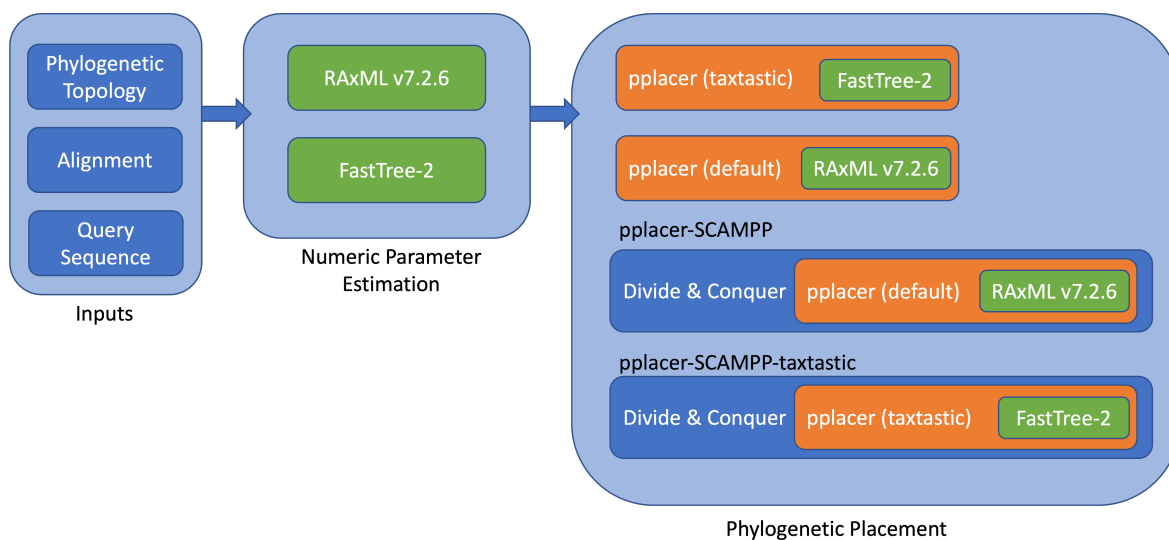 Phylogenetic
Topology
Alignment
Query
Sequence
Inputs
RAxML v7.2.6
FastTree-2
Numeric Parameter
Estimation
pplacer (taxtastic)
FastTree-2
pplacer (default)
RAxML v7.2.6
pplacer-SCAMPP
Divide & Conquer
pplacer (default)
RAxML v7.2.6
pplacer-SCAMPP-taxtastic
Divide & Conquer
pplacer (taxtastic)
FastTree-2
Phylogenetic Placement